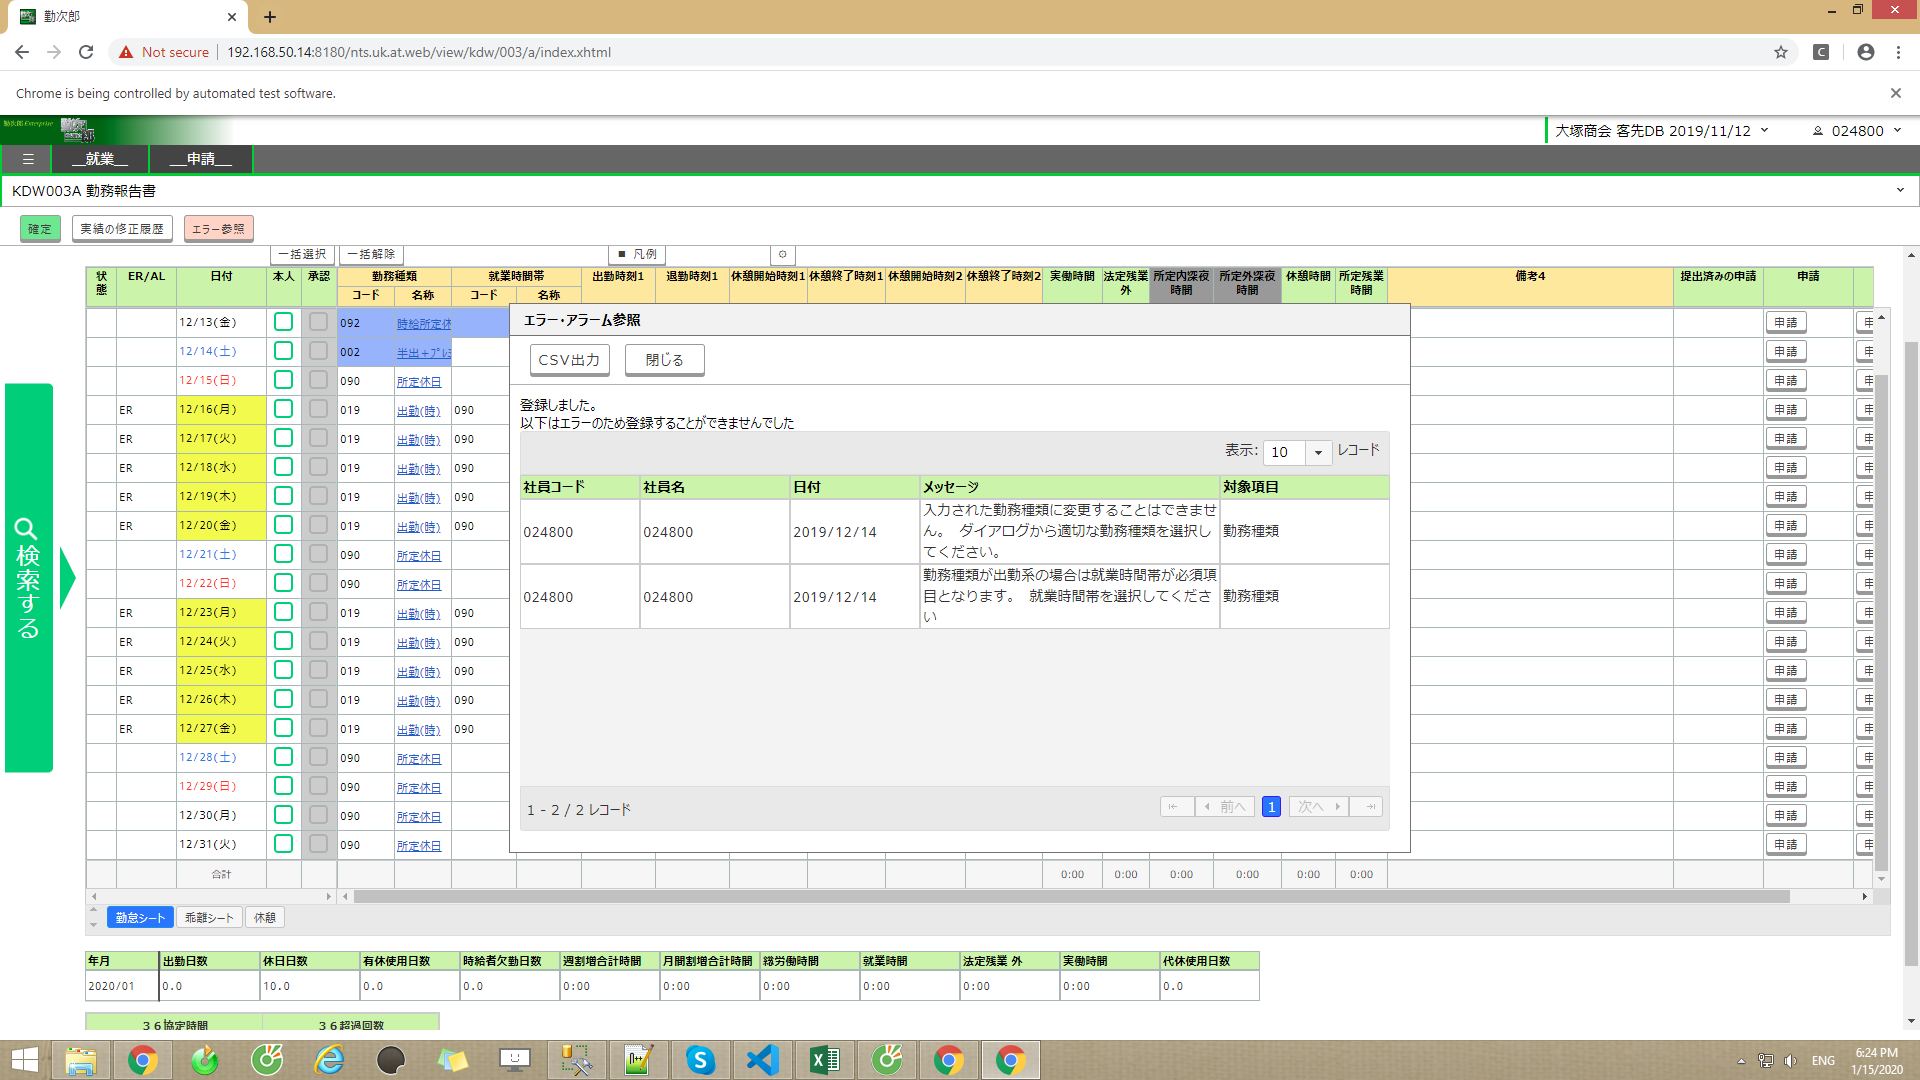 勤次郎
Not secure 192.168.50.14:8180/nts.uk.at.web/view/kdw/003/a/index.xhtml
Chrome is being controlled by automated test software.
勤次郎 Enterprise
大塚商会 客先DB 2019/11/12 024800
__就業__ __申請__
KDW003A 勤務報告書
確定 実績の修正履歴 エラー参照
一括選択 一括解除 ■ 凡例
状態 ER/AL 日付 本人 承認 勤務種類 就業時間帯 出勤時刻1 退勤時刻1 休憩開始時刻1 休憩終了時刻1 休憩開始時刻2 休憩終了時刻2 実働時間 法定残業外 所定内深夜時間 所定外深夜時間 休憩時間 所定残業時間 備考4 提出済みの申請 申請
コード 名称 コード 名称
12/13(金) 092 時給所定休 申請 申
12/14(土) 002 半出+プレミ 申請 申
12/15(日) 090 所定休日 申請 申
ER 12/16(月) 019 出勤(時) 090 申請 申
ER 12/17(火) 019 出勤(時) 090 申請 申
ER 12/18(水) 019 出勤(時) 090 申請 申
ER 12/19(木) 019 出勤(時) 090 申請 申
ER 12/20(金) 019 出勤(時) 090 申請 申
12/21(土) 090 所定休日 申請 申
12/22(日) 090 所定休日 申請 申
ER 12/23(月) 019 出勤(時) 090 申請 申
ER 12/24(火) 019 出勤(時) 090 申請 申
ER 12/25(水) 019 出勤(時) 090 申請 申
ER 12/26(木) 019 出勤(時) 090 申請 申
ER 12/27(金) 019 出勤(時) 090 申請 申
12/28(土) 090 所定休日 申請 申
12/29(日) 090 所定休日 申請 申
12/30(月) 090 所定休日 申請 申
12/31(火) 090 所定休日 申請 申
合計 0:00 0:00 0:00 0:00 0:00 0:00
検索する
エラー・アラーム参照
CSV出力 閉じる
登録しました。
以下はエラーのため登録することができませんでした
表示: 10 レコード
社員コード 社員名 日付 メッセージ 対象項目
024800 024800 2019/12/14 入力された勤務種類に変更することはできません。 ダイアログから適切な勤務種類を選択してください。 勤務種類
024800 024800 2019/12/14 勤務種類が出勤系の場合は就業時間帯が必須項目となります。 就業時間帯を選択してください 勤務種類
1 - 2 / 2 レコード 前へ 1 次へ
勤怠シート 乖離シート 休憩
年月 出勤日数 休日日数 有休使用日数 時給者欠勤日数 週割増合計時間 月間割増合計時間 総労働時間 就業時間 法定残業 外 実働時間 代休使用日数
2020/01 0.0 10.0 0.0 0.0 0:00 0:00 0:00 0:00 0:00 0:00 0.0
36協定時間 36超過回数
ENG 6:24 PM
1/15/2020